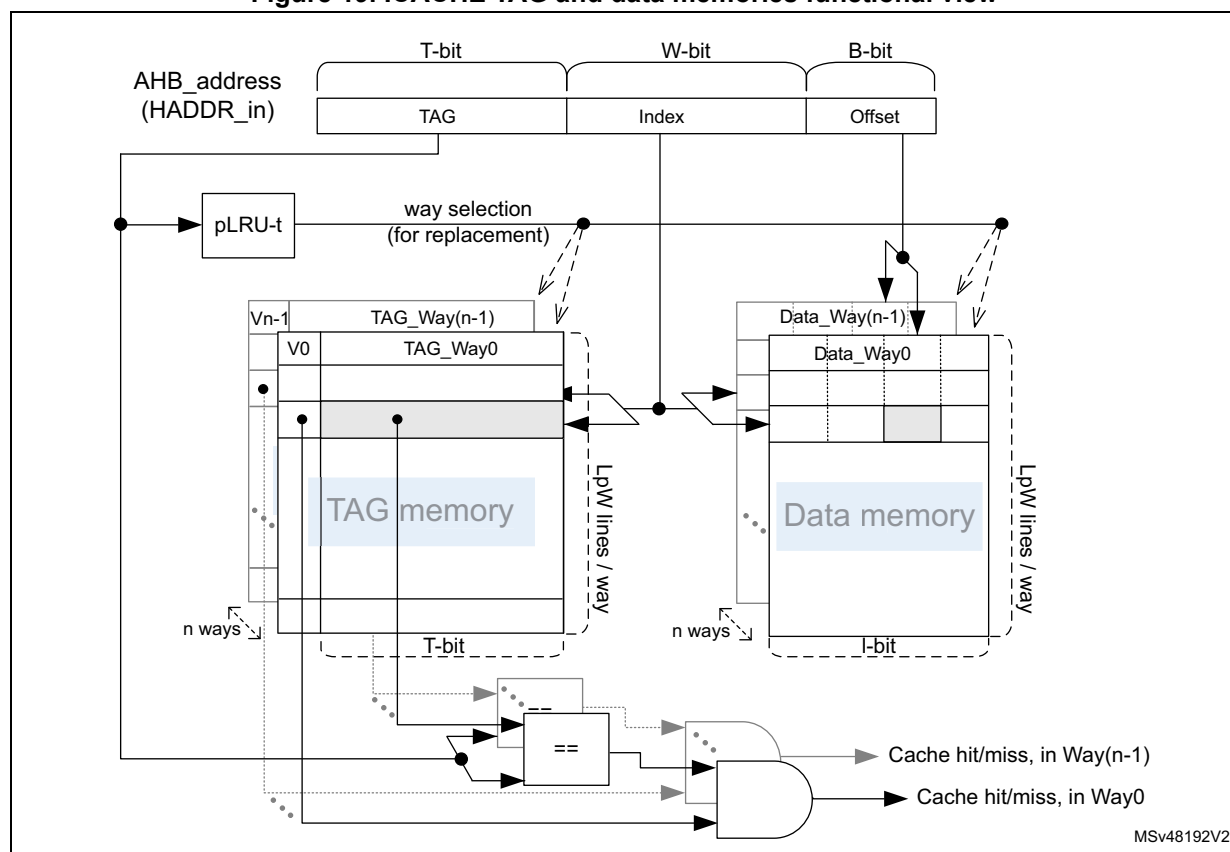 T-bit W-bit B-bit
AHB_address
(HADDR_in)
TAG Index Offset
pLRU-t
way selection
(for replacement)
Vn-1 TAG_Way(n-1)
V0 TAG_Way0
Data_Way(n-1)
Data_Way0
TAG memory
LpW lines / way
Data memory
LpW lines / way
n ways
T-bit
n ways
I-bit
==
==
Cache hit/miss, in Way(n-1)
Cache hit/miss, in Way0
MSv48192V2